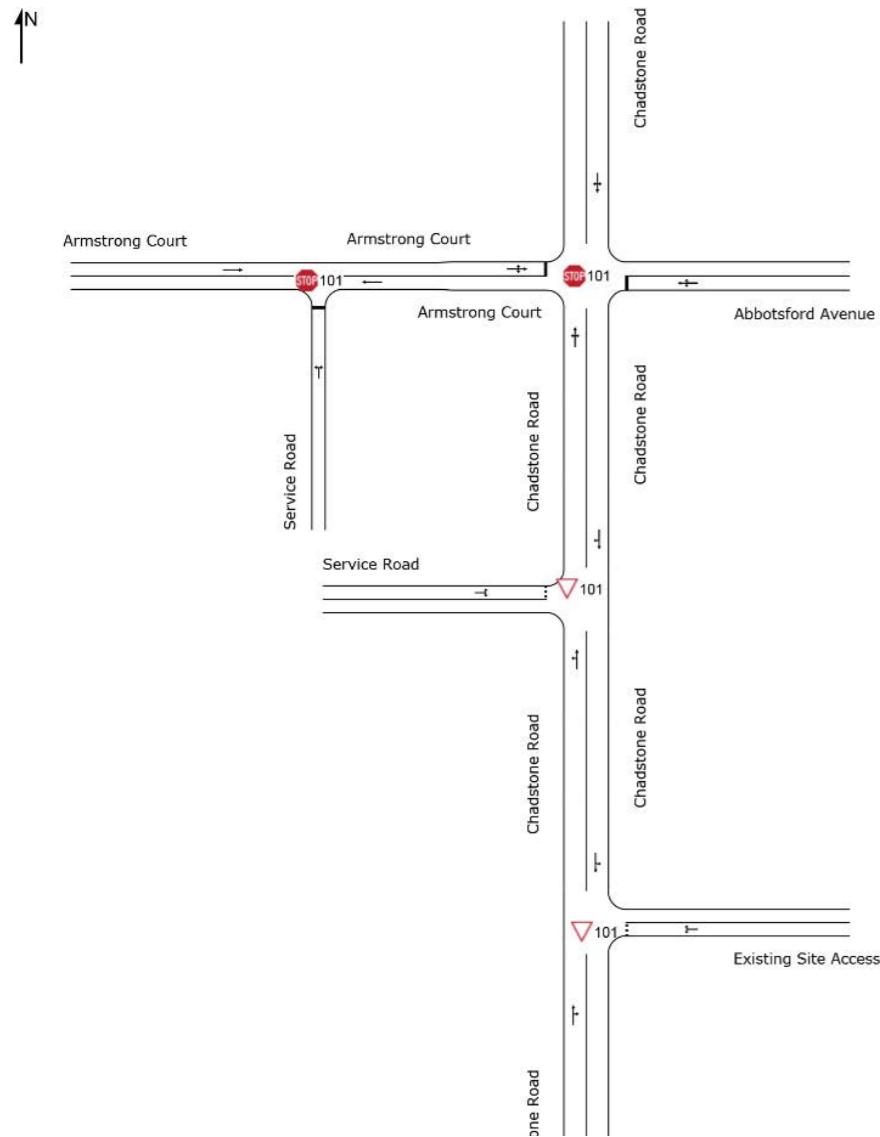 N
Chadstone Road
Armstrong Court
Armstrong Court
STOP
101
STOP
101
Armstrong Court
Abbotsford Avenue
Chadstone Road
Chadstone Road
Service Road
Service Road
101
Chadstone Road
Chadstone Road
101
Existing Site Access
one Road